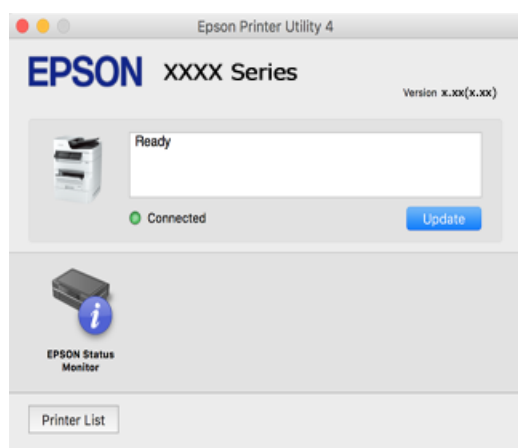 Epson Printer Utility 4
EPSON XXXX Series
Version x.xx(x.xx)
Ready
Connected
Update
EPSON Status
Monitor
Printer List